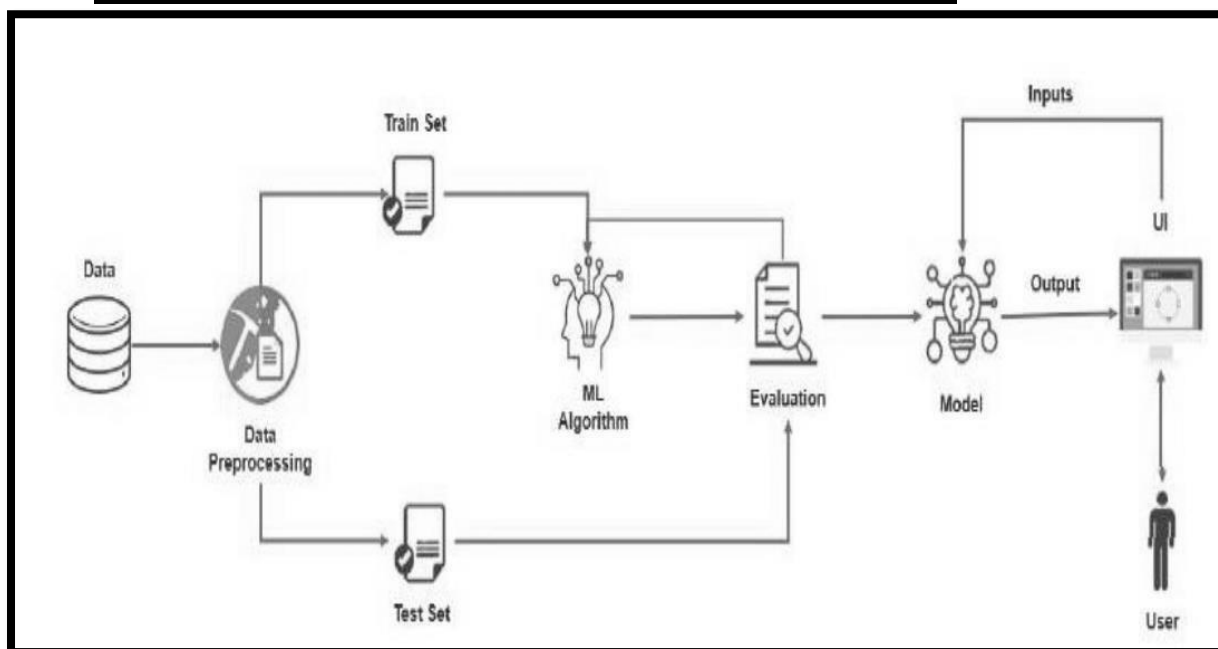 Inputs
Train Set
UI
Data
Output
ML
Algorithm
Evaluation
Model
Data
Preprocessing
Test Set
User